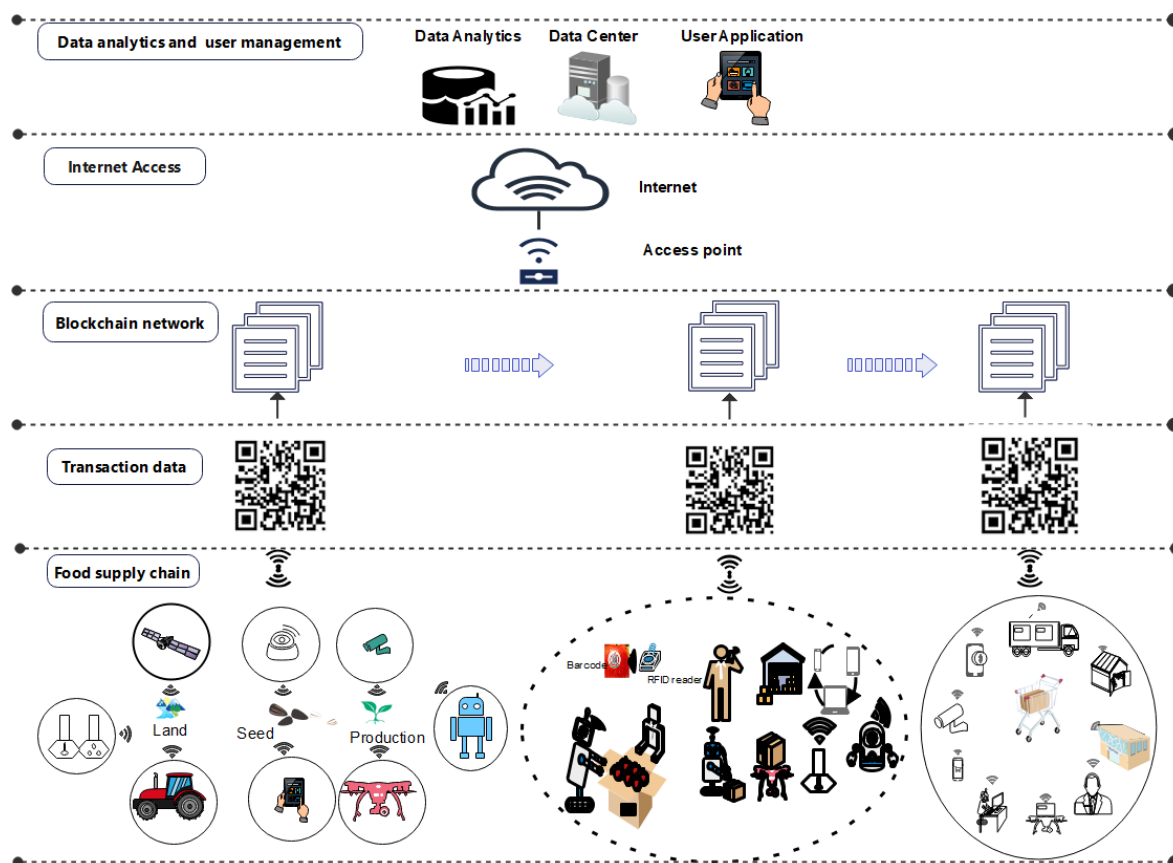 Data analytics and user management
Data Analytics
Data Center
User Application
Internet Access
Internet
Access point
Blockchain network
Transaction data
Food supply chain
Barcode
RFID reader
Land
Seed
Production